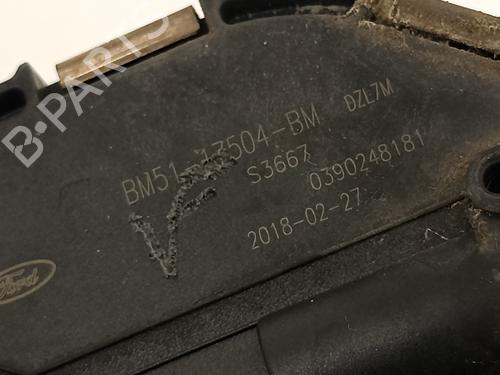 BM51-17504-BM DZL7M
S3667 0390248181
2018-02-27
Ford
B-PARTS